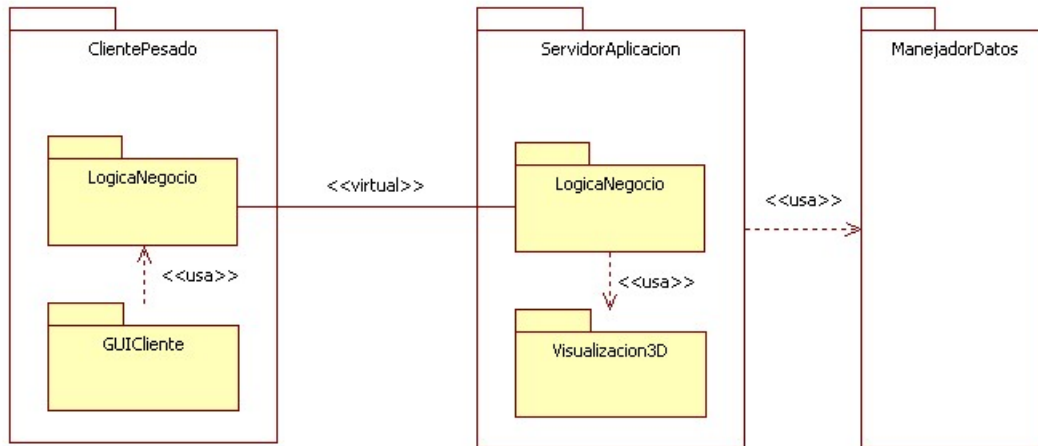 ClientePesado
ServidorAplicacion
ManejadorDatos
LogicaNegocio
<<virtual>>
LogicaNegocio
<<usa>>
<<usa>>
<<usa>>
GUICliente
Visualizacion3D